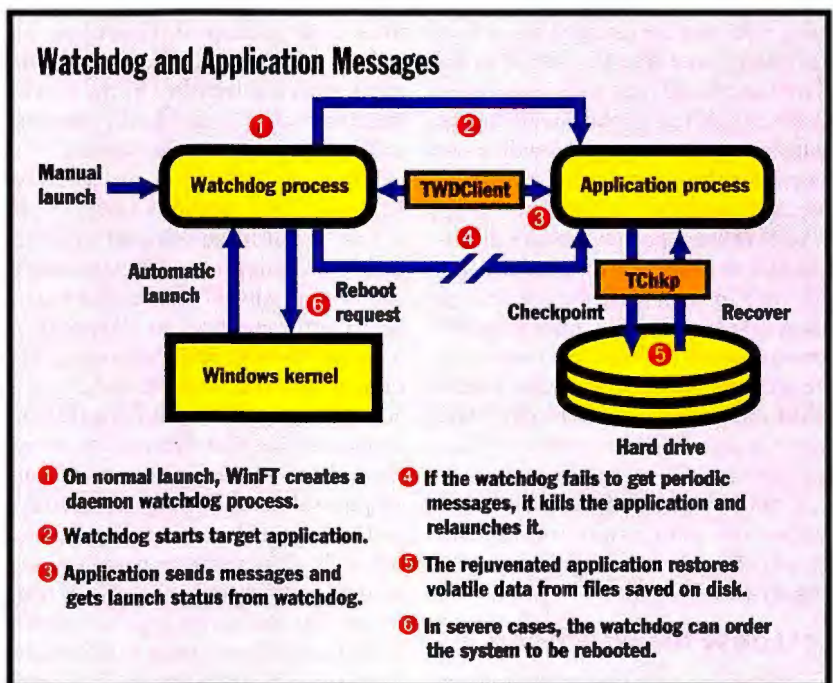 Watchdog and Application Messages
1
2
Manual
launch
Watchdog process
TWDClient
Application process
3
4
Automatic
launch
6
Reboot
request
TChkp
Checkpoint
Recover
Windows kernel
5
Hard drive
1 On normal launch, WinFT creates a
daemon watchdog process.
2 Watchdog starts target application.
3 Application sends messages and
gets launch status from watchdog.
4 If the watchdog fails to get periodic
messages, it kills the application and
relaunches it.
5 The rejuvenated application restores
volatile data from files saved on disk.
6 In severe cases, the watchdog can order
the system to be rebooted.